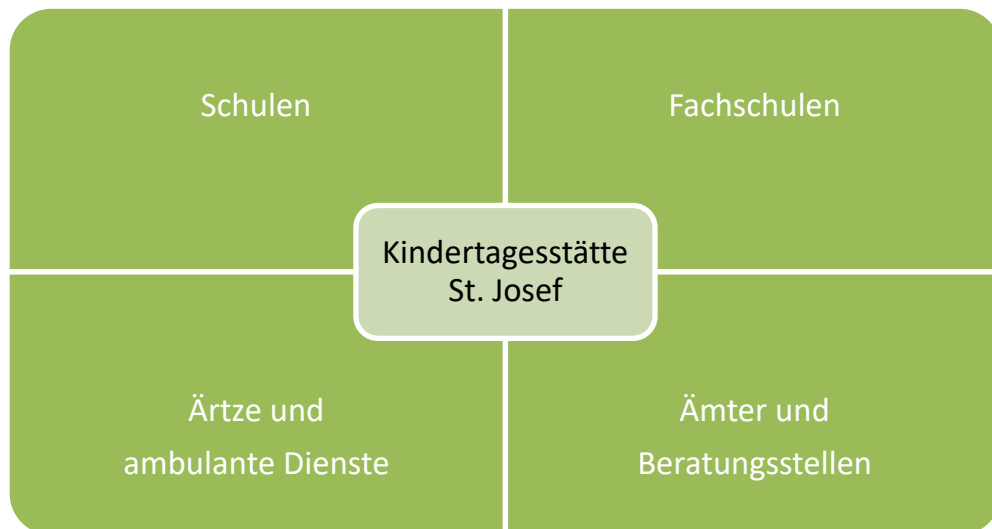 Schulen
Fachschulen
Kindertagesstätte
St. Josef
Ärtze und
ambulante Dienste
Ämter und
Beratungsstellen